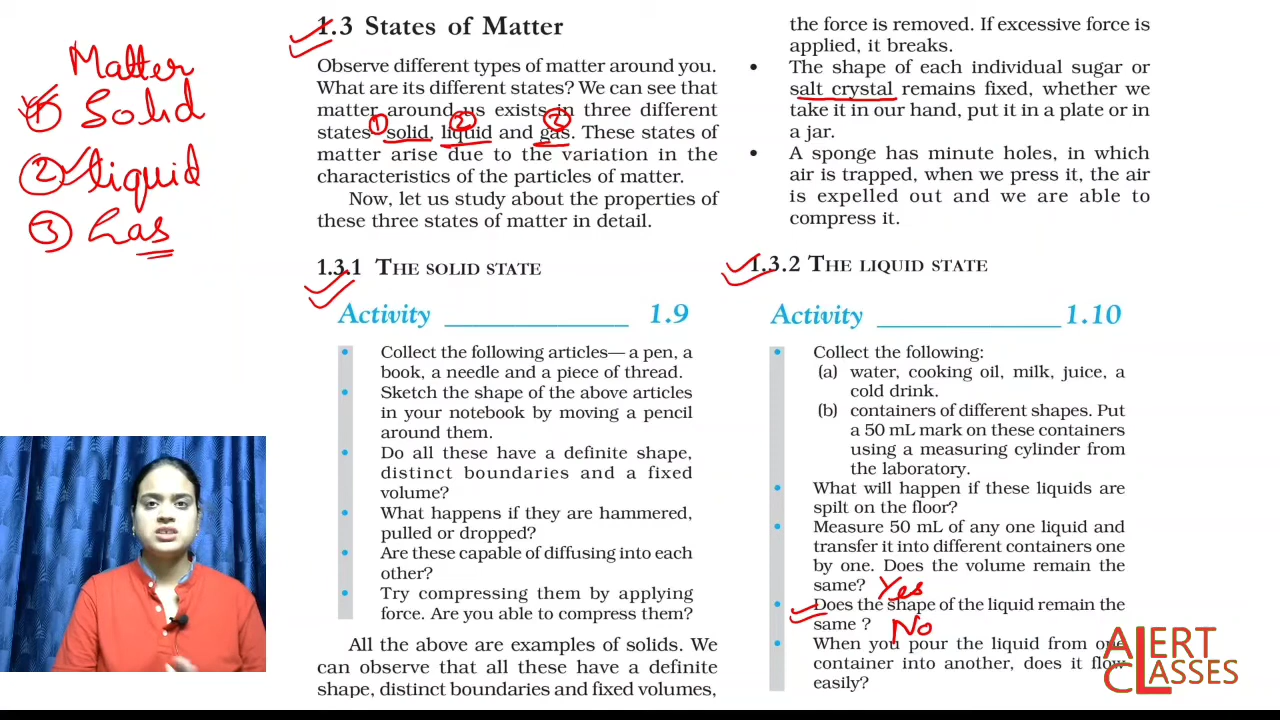 Matter
① Solid
② liquid
③ Gas
1.3 States of Matter
Observe different types of matter around you.
What are its different states? We can see that
matter around us exists in three different
① ② ③
states– solid, liquid and gas. These states of
matter arise due to the variation in the
characteristics of the particles of matter.
Now, let us study about the properties of
these three states of matter in detail.
1.3.1 THE SOLID STATE
Activity ______________ 1.9
• Collect the following articles— a pen, a
book, a needle and a piece of thread.
• Sketch the shape of the above articles
in your notebook by moving a pencil
around them.
• Do all these have a definite shape,
distinct boundaries and a fixed
volume?
• What happens if they are hammered,
pulled or dropped?
• Are these capable of diffusing into each
other?
• Try compressing them by applying
force. Are you able to compress them?
All the above are examples of solids. We
can observe that all these have a definite
shape, distinct boundaries and fixed volumes,
the force is removed. If excessive force is
applied, it breaks.
• The shape of each individual sugar or
salt crystal remains fixed, whether we
take it in our hand, put it in a plate or in
a jar.
• A sponge has minute holes, in which
air is trapped, when we press it, the air
is expelled out and we are able to
compress it.
1.3.2 THE LIQUID STATE
Activity ______________ 1.10
• Collect the following:
(a) water, cooking oil, milk, juice, a
cold drink.
(b) containers of different shapes. Put
a 50 mL mark on these containers
using a measuring cylinder from
the laboratory.
• What will happen if these liquids are
spilt on the floor?
• Measure 50 mL of any one liquid and
transfer it into different containers one
by one. Does the volume remain the
same? Yes
• Does the shape of the liquid remain the
same ? No
• When you pour the liquid from one
container into another, does it flow
easily?
ALERT
CLASSES